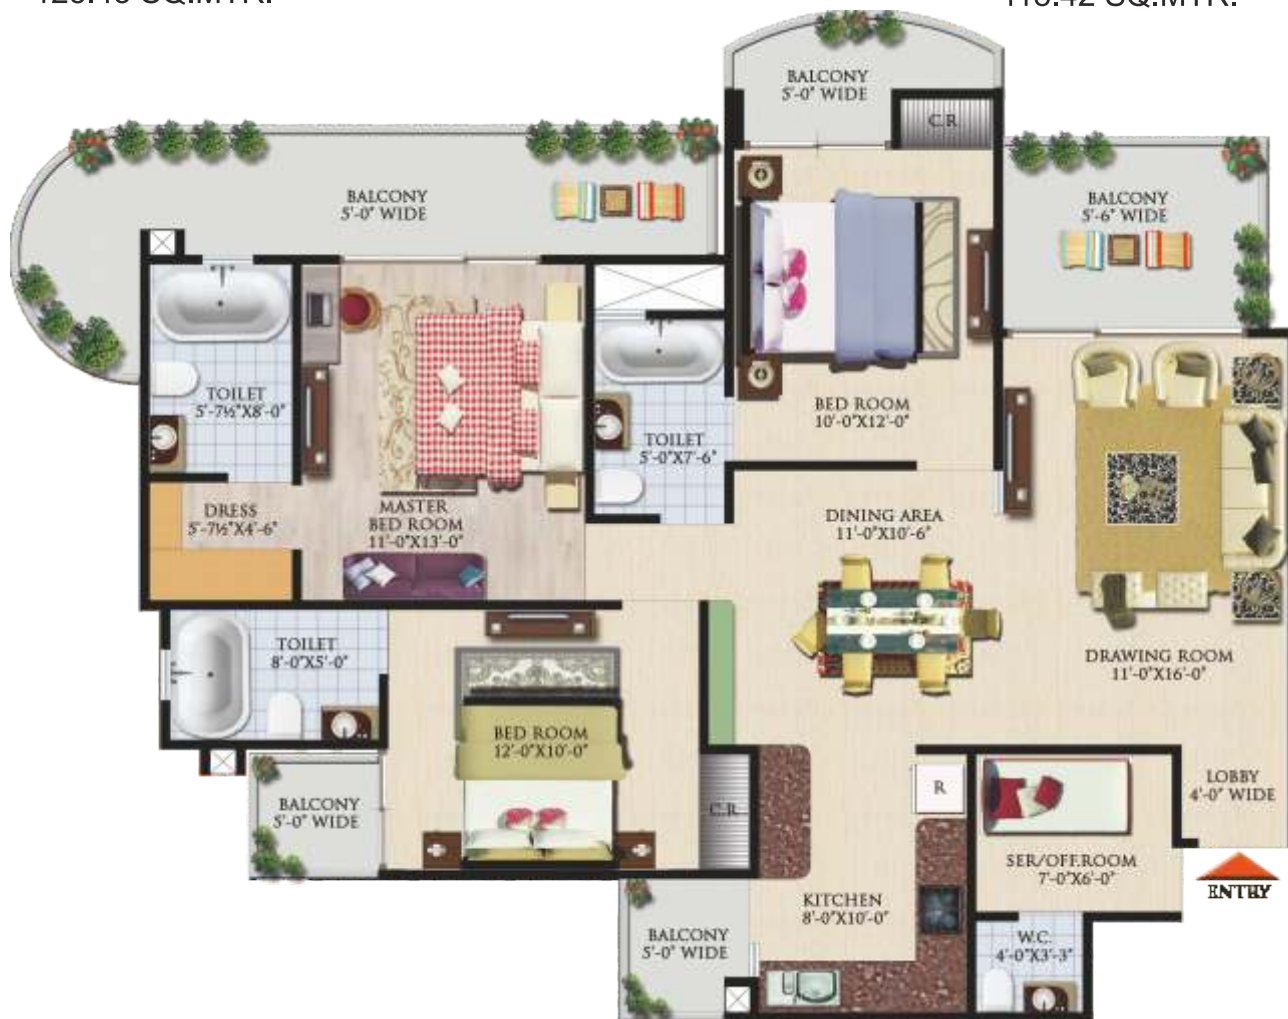 BALCONY
5'-0" WIDE
C.R
BALCONY
5'-0" WIDE
BALCONY
5'-6" WIDE
TOILET
5'-7½"X8'-0"
BED ROOM
10'-0"X12'-0"
TOILET
5'-0"X7'-6"
DRESS
5'-7½"X4'-6"
MASTER
BED ROOM
11'-0"X13'-0"
DINING AREA
11'-0"X10'-6"
TOILET
8'-0"X5'-0"
DRAWING ROOM
11'-0"X16'-0"
BED ROOM
12'-0"X10'-0"
BALCONY
5'-0" WIDE
C.R
R
LOBBY
4'-0" WIDE
SER/OFF.ROOM
7'-0"X6'-0"
ENTRY
KITCHEN
8'-0"X10'-0"
BALCONY
5'-0" WIDE
W.C.
4'-0"X3'-3"